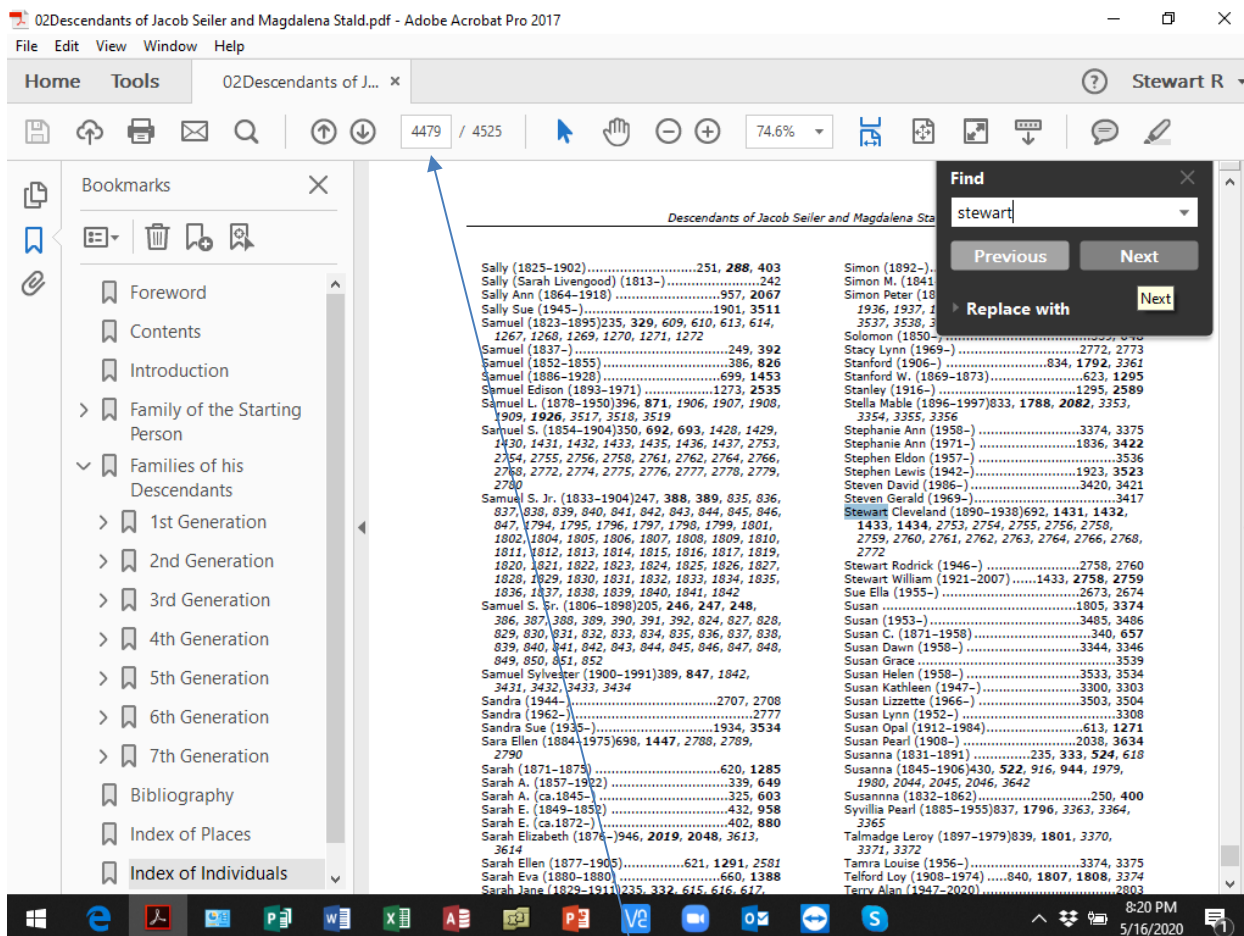 02Descendants of Jacob Seiler and Magdalena Stald.pdf - Adobe Acrobat Pro 2017
File Edit View Window Help
Home Tools 02Descendants of J... × ? Stewart R
4479 / 4525 74.6%
Bookmarks
Foreword
Contents
Introduction
Family of the Starting
Person
Families of his
Descendants
1st Generation
2nd Generation
3rd Generation
4th Generation
5th Generation
6th Generation
7th Generation
Bibliography
Index of Places
Index of Individuals
Descendants of Jacob Seiler and Magdalena Sta
Sally (1825–1902)...........................251, 288, 403
Sally (Sarah Livengood) (1813–)......................242
Sally Ann (1864–1918) ...........................957, 2067
Sally Sue (1945–)..................................1901, 3511
Samuel (1823–1895)235, 329, 609, 610, 613, 614,
1267, 1268, 1269, 1270, 1271, 1272
Samuel (1837–)......................................249, 392
Samuel (1852–1855)..............................386, 826
Samuel (1886–1928)............................699, 1453
Samuel Edison (1893–1971) .............1273, 2535
Samuel L. (1878–1950)396, 871, 1906, 1907, 1908,
1909, 1926, 3517, 3518, 3519
Samuel S. (1854–1904)350, 692, 693, 1428, 1429,
1430, 1431, 1432, 1433, 1435, 1436, 1437, 2753,
2754, 2755, 2756, 2758, 2761, 2762, 2764, 2766,
2768, 2772, 2774, 2775, 2776, 2777, 2778, 2779,
2780
Samuel S. Jr. (1833–1904)247, 388, 389, 835, 836,
837, 838, 839, 840, 841, 842, 843, 844, 845, 846,
847, 1794, 1795, 1796, 1797, 1798, 1799, 1801,
1802, 1804, 1805, 1806, 1807, 1808, 1809, 1810,
1811, 1812, 1813, 1814, 1815, 1816, 1817, 1819,
1820, 1821, 1822, 1823, 1824, 1825, 1826, 1827,
1828, 1829, 1830, 1831, 1832, 1833, 1834, 1835,
1836, 1837, 1838, 1839, 1840, 1841, 1842
Samuel S. Sr. (1806–1898)205, 246, 247, 248,
386, 387, 388, 389, 390, 391, 392, 824, 827, 828,
829, 830, 831, 832, 833, 834, 835, 836, 837, 838,
839, 840, 841, 842, 843, 844, 845, 846, 847, 848,
849, 850, 851, 852
Samuel Sylvester (1900–1991)389, 847, 1842,
3431, 3432, 3433, 3434
Sandra (1944–)...................................2707, 2708
Sandra (1962–)..........................................2777
Sandra Sue (1935–)............................1934, 3534
Sara Ellen (1884–1975)698, 1447, 2788, 2789,
2790
Sarah (1871–1875) ..............................620, 1285
Sarah A. (1857–1922) ............................339, 649
Sarah A. (ca.1845–) ..............................325, 603
Sarah E. (1849–1852) ............................432, 958
Sarah E. (ca.1872–) ..............................402, 880
Sarah Elizabeth (1876–)946, 2019, 2048, 3613,
3614
Sarah Ellen (1877–1905)...............621, 1291, 2581
Sarah Eva (1880–1880) ........................660, 1388
Sarah Jane (1829–1911)235, 332, 615, 616, 617,
Simon (1892–)..
Simon M. (1841
Simon Peter (18
1936, 1937, 1
3537, 3538, 3
Solomon (1850–)
Stacy Lynn (1969–) ...........................2772, 2773
Stanford (1906–) .......................834, 1792, 3361
Stanford W. (1869–1873)......................623, 1295
Stanley (1916–) .................................1295, 2589
Stella Mable (1896–1997)833, 1788, 2082, 3353,
3354, 3355, 3356
Stephanie Ann (1958–) .......................3374, 3375
Stephanie Ann (1971–) .......................1836, 3422
Stephen Eldon (1957–) ..............................3536
Stephen Lewis (1942–)........................1923, 3523
Steven David (1986–)..........................3420, 3421
Steven Gerald (1969–)................................3417
Stewart Cleveland (1890–1938)692, 1431, 1432,
1433, 1434, 2753, 2754, 2755, 2756, 2758,
2759, 2760, 2761, 2762, 2763, 2764, 2766, 2768,
2772
Stewart Rodrick (1946–) ......................2758, 2760
Stewart William (1921–2007) ......1433, 2758, 2759
Sue Ella (1955–) .................................2673, 2674
Susan .................................................1805, 3374
Susan (1953–)......................................3485, 3486
Susan C. (1871–1958) ...........................340, 657
Susan Dawn (1958–) ...........................3344, 3346
Susan Grace ..............................................3539
Susan Helen (1958–) ...........................3533, 3534
Susan Kathleen (1947–) ......................3300, 3303
Susan Lizzette (1966–) ........................3503, 3504
Susan Lynn (1952–) ...................................3308
Susan Opal (1912–1984).......................613, 1271
Susan Pearl (1908–) ...........................2038, 3634
Susanna (1831–1891) .............235, 333, 524, 618
Susanna (1845–1906)430, 522, 916, 944, 1979,
1980, 2044, 2045, 2046, 3642
Susannna (1832–1862)...........................250, 400
Syvillia Pearl (1885–1955)837, 1796, 3363, 3364,
3365
Talmadge Leroy (1897–1979)839, 1801, 3370,
3371, 3372
Tamra Louise (1956–)..........................3374, 3375
Telford Loy (1908–1974) .....840, 1807, 1808, 3374
Terry Alan (1947–2020) .............................2803
Find
stewart
Previous Next
Next
Replace with
8:20 PM
5/16/2020